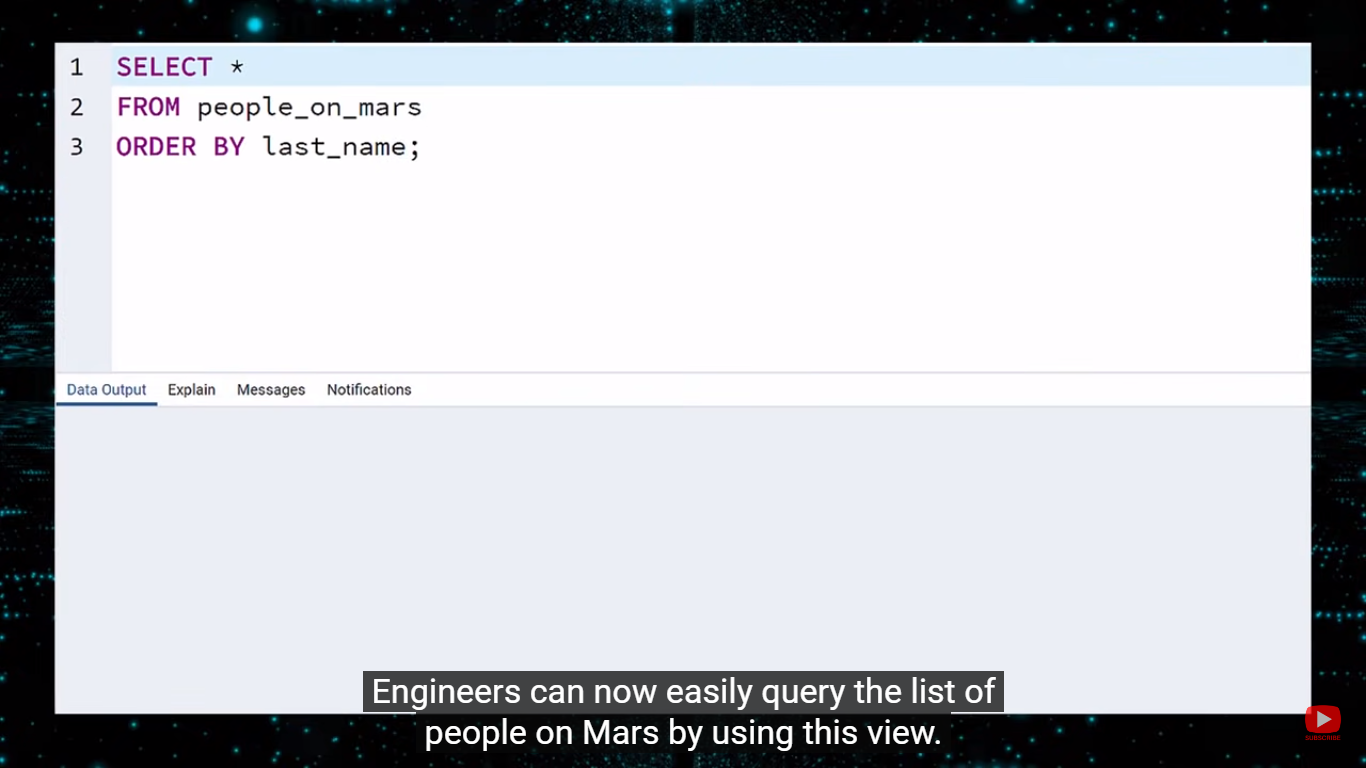 1 SELECT *
2 FROM people_on_mars
3 ORDER BY last_name;
Data Output Explain Messages Notifications
Engineers can now easily query the list of
people on Mars by using this view.
SUBSCRIBE